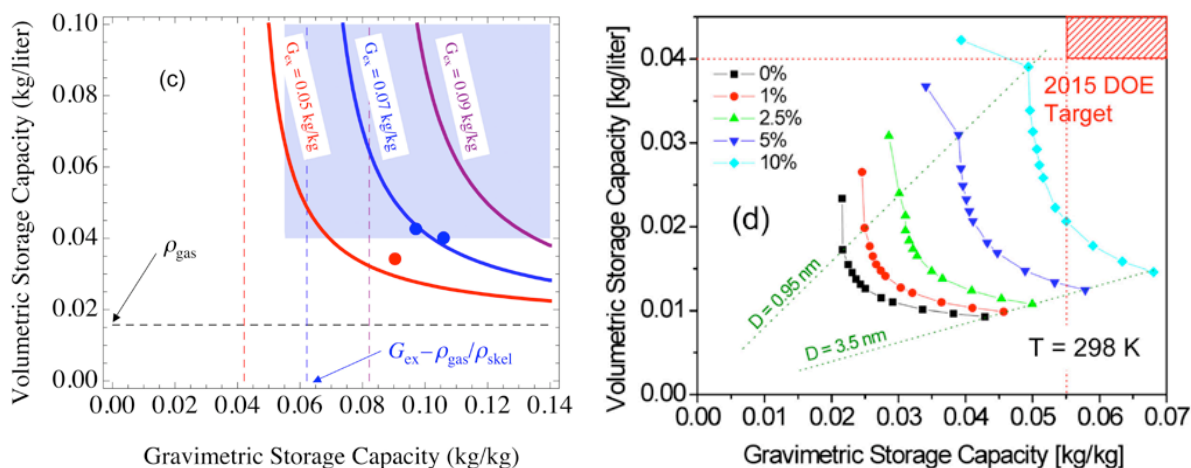 (c)
G_ex = 0.05 kg/kg
G_ex = 0.07 kg/kg
G_ex = 0.09 kg/kg
ρ_gas
G_ex−ρ_gas/ρ_skel
Volumetric Storage Capacity (kg/liter)
0.10
0.08
0.06
0.04
0.02
0.00
0.00 0.02 0.04 0.06 0.08 0.10 0.12 0.14
Gravimetric Storage Capacity (kg/kg)
(d)
0%
1%
2.5%
5%
10%
2015 DOE
Target
D = 0.95 nm
D = 3.5 nm
T = 298 K
Volumetric Storage Capacity [kg/liter]
0.04
0.03
0.02
0.01
0.00
0.00 0.01 0.02 0.03 0.04 0.05 0.06 0.07
Gravimetric Storage Capacity [kg/kg]